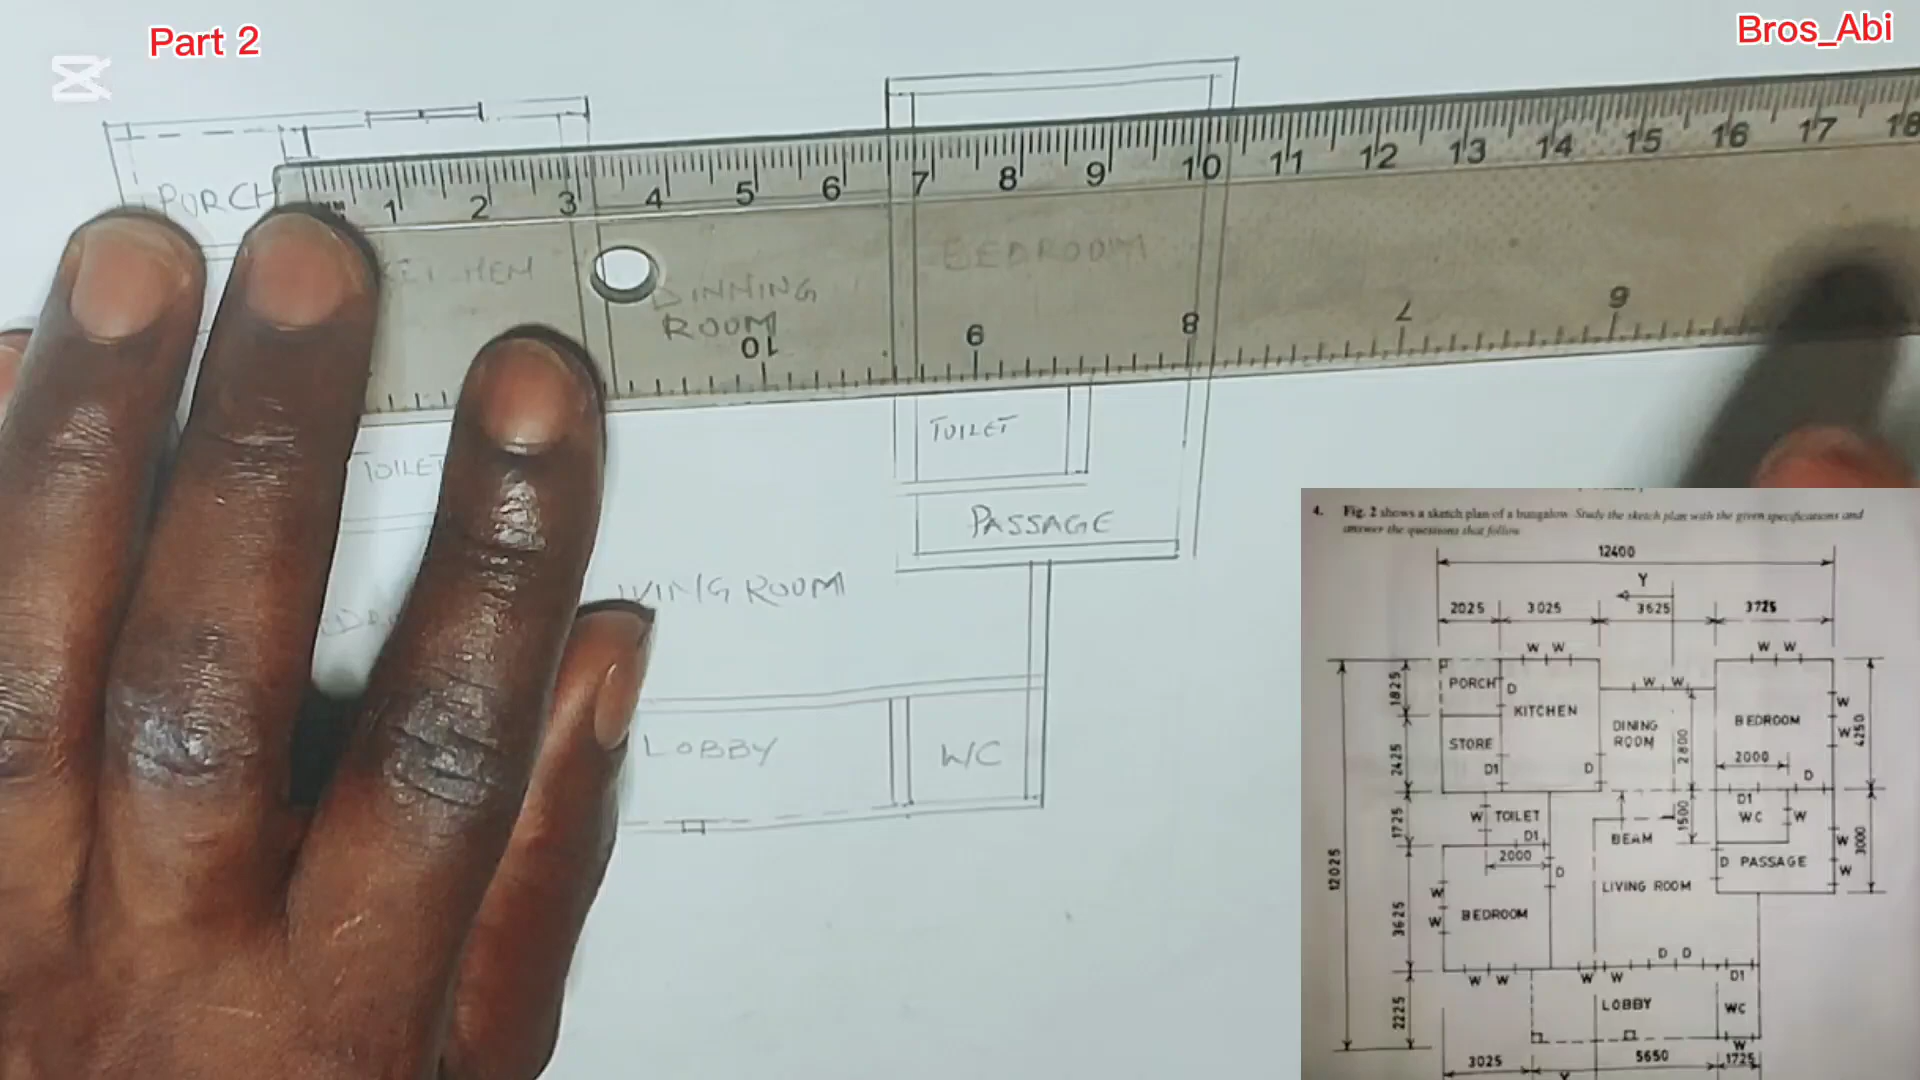 Part 2
Bros_Abi
PORCH
1 2 3 4 5 6 7 8 9 10 11 12 13 14 15 16 17 18
BEDROOM
DINNING
ROOM
10 9 8 7 6
TOILET
TOILET
PASSAGE
LIVING ROOM
LOBBY
W/C
4. Fig. 2 shows a sketch plan of a bungalow. Study the sketch plan with the given specifications and
answer the questions that follow
12400
Y
2025 3025 3625 3725
W W
W W
PORCH
D
W W
1825
KITCHEN
DINING
ROOM
BEDROOM
W
W
4250
STORE
2800
2000
2425
D1
D
D
W
TOILET
D1
W.C
W
1725
D1
1500
BEAM
W
3000
2000
D
D PASSAGE
W
12025
LIVING ROOM
W
W
BEDROOM
3625
D D
W W
W W
D1
LOBBY
WC
2225
W
3025
5650
1725